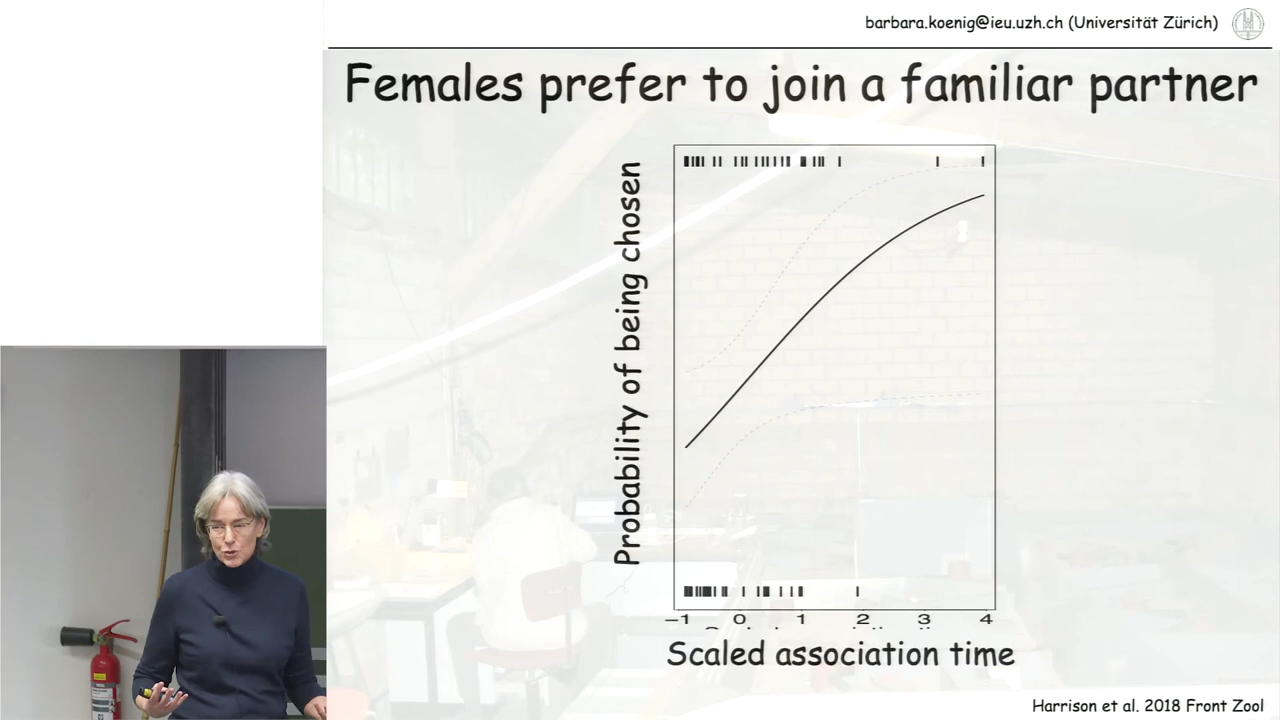 barbara.koenig@ieu.uzh.ch (Universität Zürich)
Females prefer to join a familiar partner
Probability of being chosen
−1 0 1 2 3 4
Scaled association time
Harrison et al. 2018 Front Zool